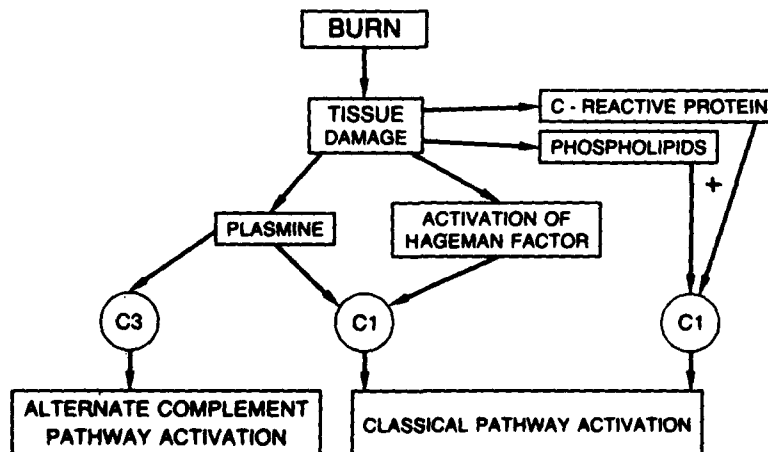 BURN
TISSUE
DAMAGE
C - REACTIVE PROTEIN
PHOSPHOLIPIDS
+
PLASMINE
ACTIVATION OF
HAGEMAN FACTOR
C3
C1
C1
ALTERNATE COMPLEMENT
PATHWAY ACTIVATION
CLASSICAL PATHWAY ACTIVATION